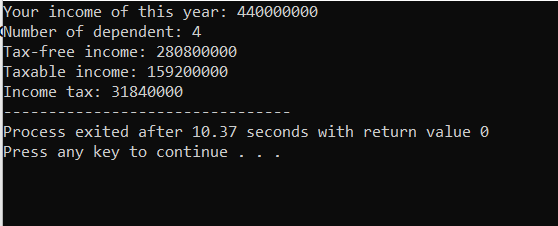 Your income of this year: 440000000
Number of dependent: 4
Tax-free income: 280800000
Taxable income: 159200000
Income tax: 31840000
--------------------------------
Process exited after 10.37 seconds with return value 0
Press any key to continue . . .